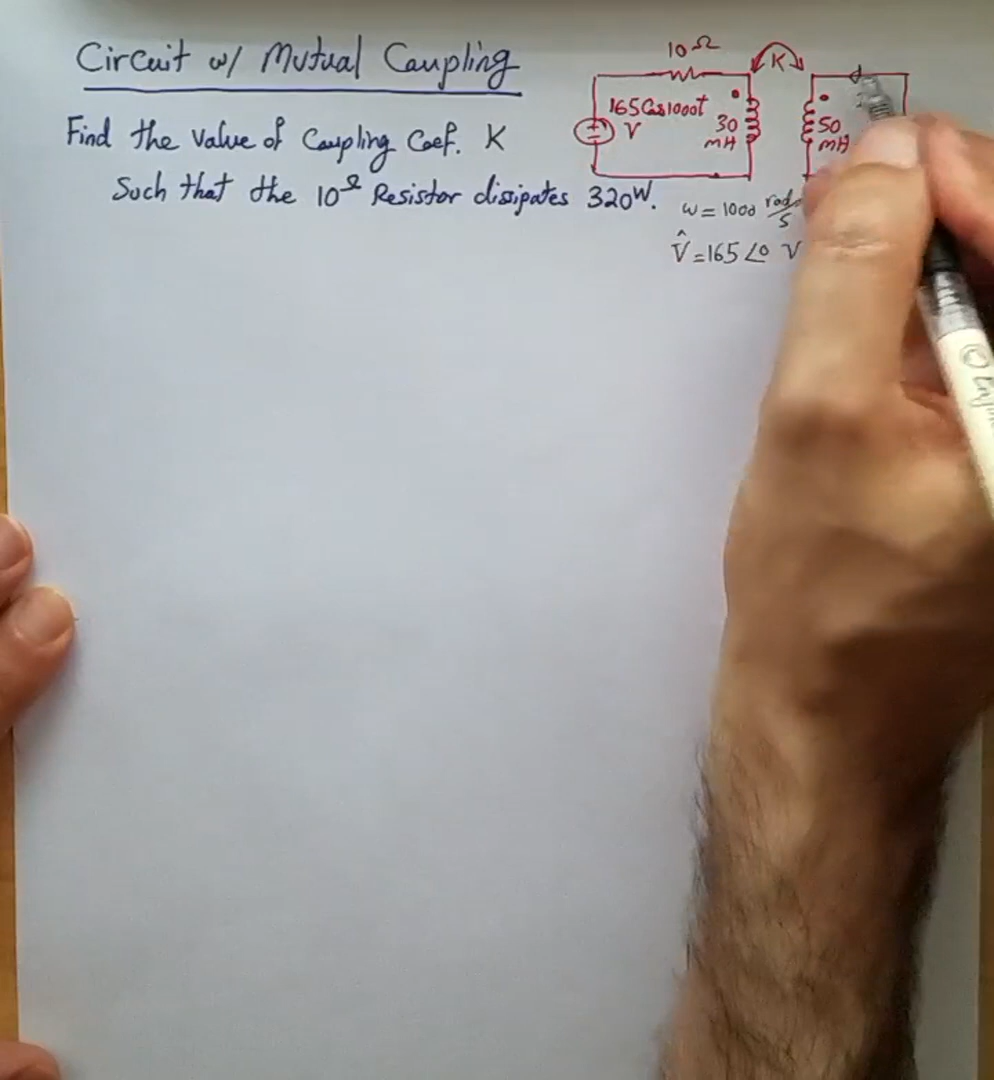 Circuit w/ Mutual Coupling
Find the value of Coupling Coef. K
Such that the 10Ω Resistor dissipates 320W.
10Ω
K
165Cos1000t
V
30
mH
50
mH
ω = 1000 rad/s
V̂ = 165 ∠0 V